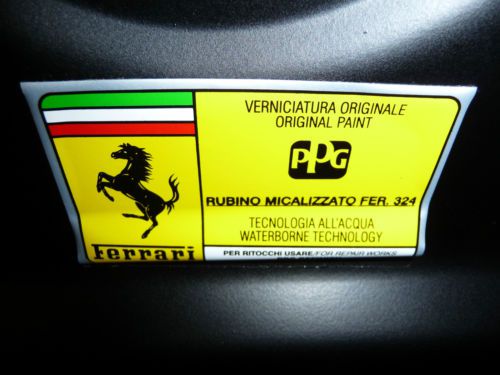 VERNICIATURA ORIGINALE
ORIGINAL PAINT
PPG
RUBINO MICALIZZATO FER. 324
TECNOLOGIA ALL'ACQUA
WATERBORNE TECHNOLOGY
Ferrari
PER RITOCCHI USARE/FOR REPAIR WORKS